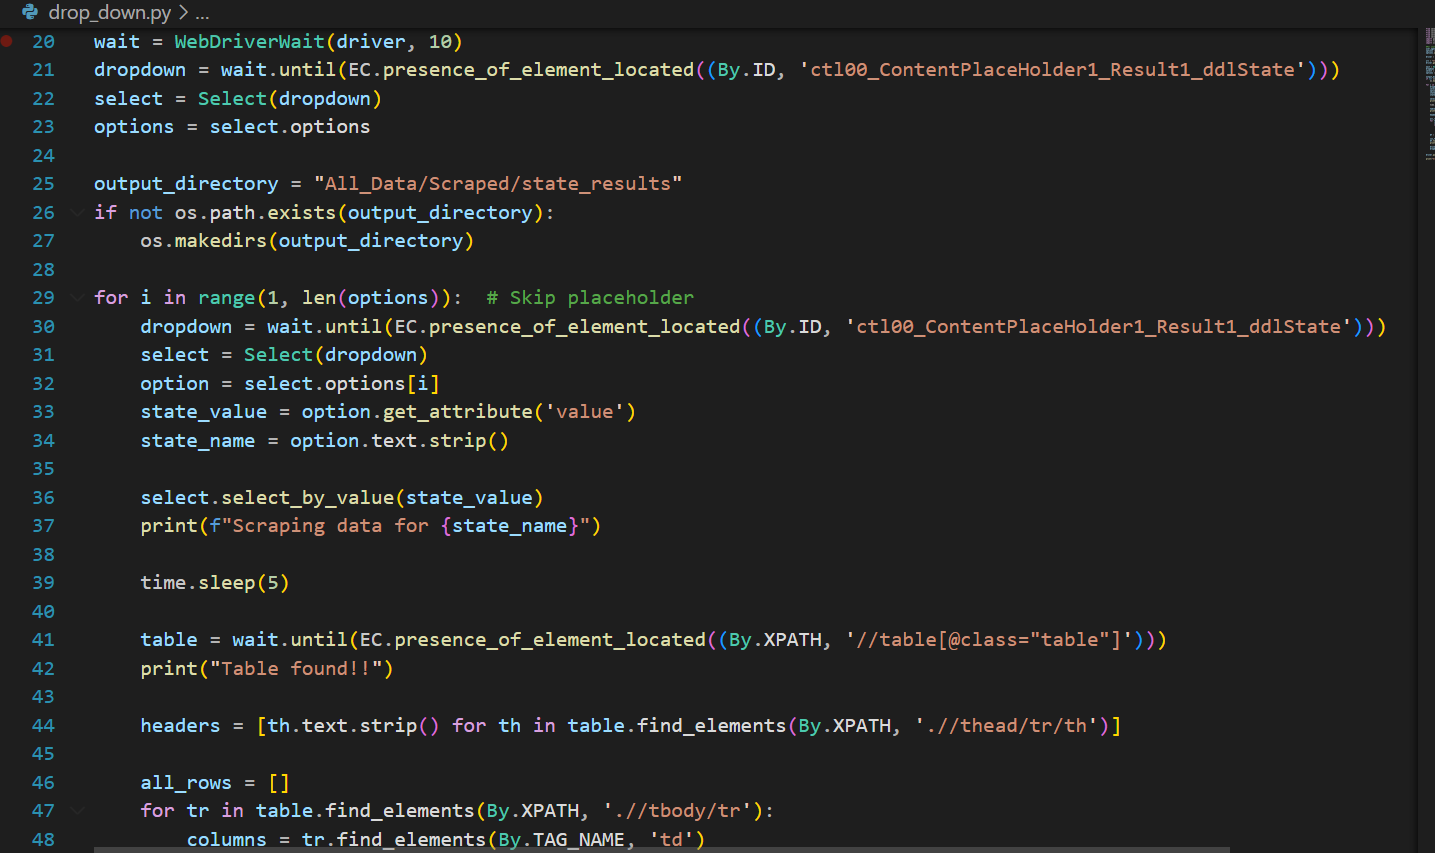 drop_down.py > ...
20 wait = WebDriverWait(driver, 10)
21 dropdown = wait.until(EC.presence_of_element_located((By.ID, 'ctl00_ContentPlaceHolder1_Result1_ddlState')))
22 select = Select(dropdown)
23 options = select.options
24
25 output_directory = "All_Data/Scraped/state_results"
26 if not os.path.exists(output_directory):
27     os.makedirs(output_directory)
28
29 for i in range(1, len(options)):  # Skip placeholder
30     dropdown = wait.until(EC.presence_of_element_located((By.ID, 'ctl00_ContentPlaceHolder1_Result1_ddlState')))
31     select = Select(dropdown)
32     option = select.options[i]
33     state_value = option.get_attribute('value')
34     state_name = option.text.strip()
35
36     select.select_by_value(state_value)
37     print(f"Scraping data for {state_name}")
38
39     time.sleep(5)
40
41     table = wait.until(EC.presence_of_element_located((By.XPATH, '//table[@class="table"]')))
42     print("Table found!!")
43
44     headers = [th.text.strip() for th in table.find_elements(By.XPATH, './/thead/tr/th')]
45
46     all_rows = []
47     for tr in table.find_elements(By.XPATH, './/tbody/tr'):
48         columns = tr.find_elements(By.TAG_NAME, 'td')